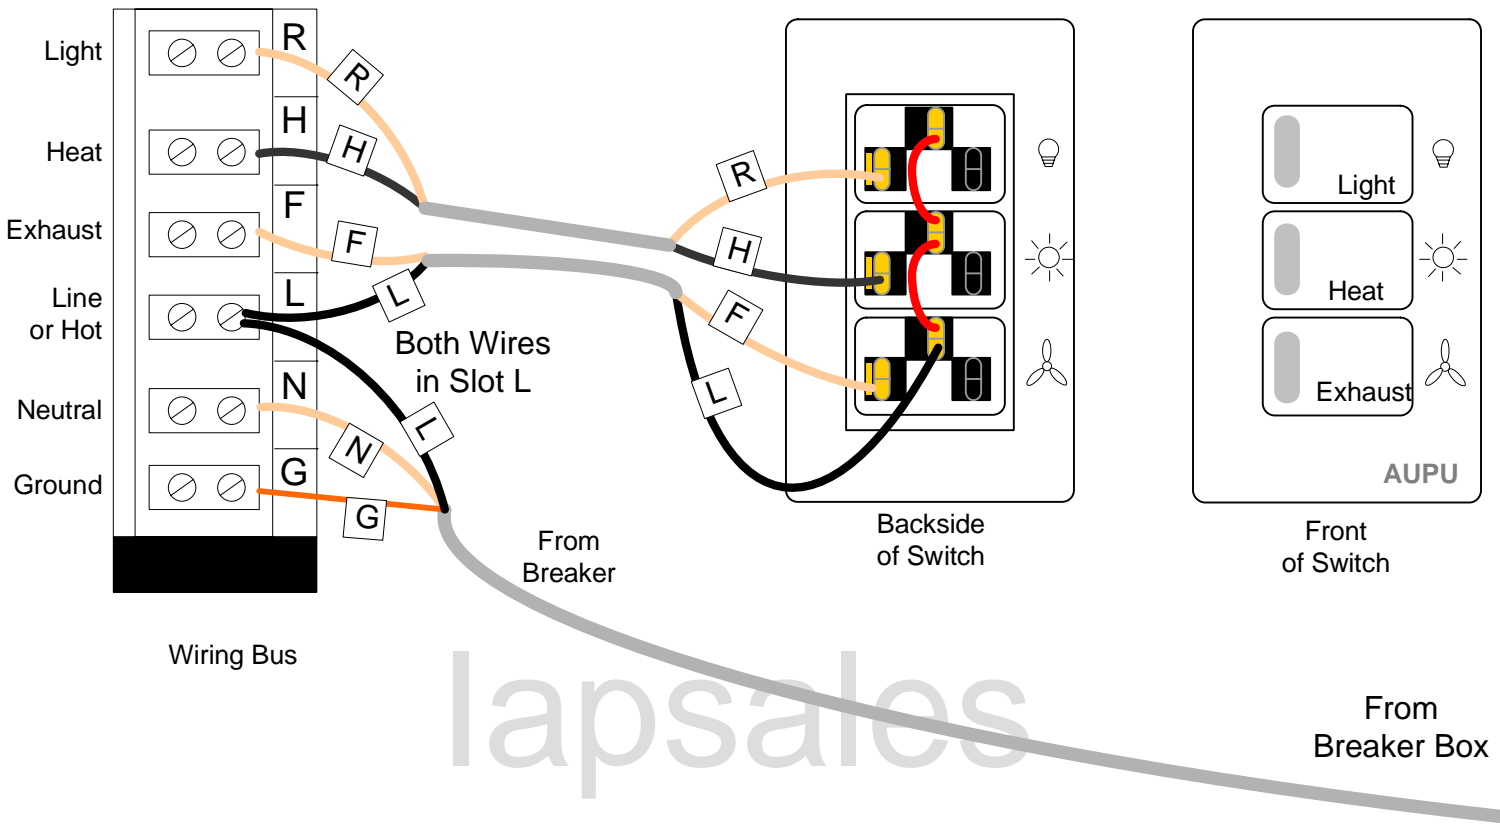 Light
R
R
Heat
H
H
Exhaust
F
F
Line
or Hot
L
L
Both Wires
in Slot L
L
Neutral
N
N
Ground
G
G
Wiring Bus
From
Breaker
R
H
F
L
Backside
of Switch
Light
Heat
Exhaust
AUPU
Front
of Switch
lapsales
From
Breaker Box